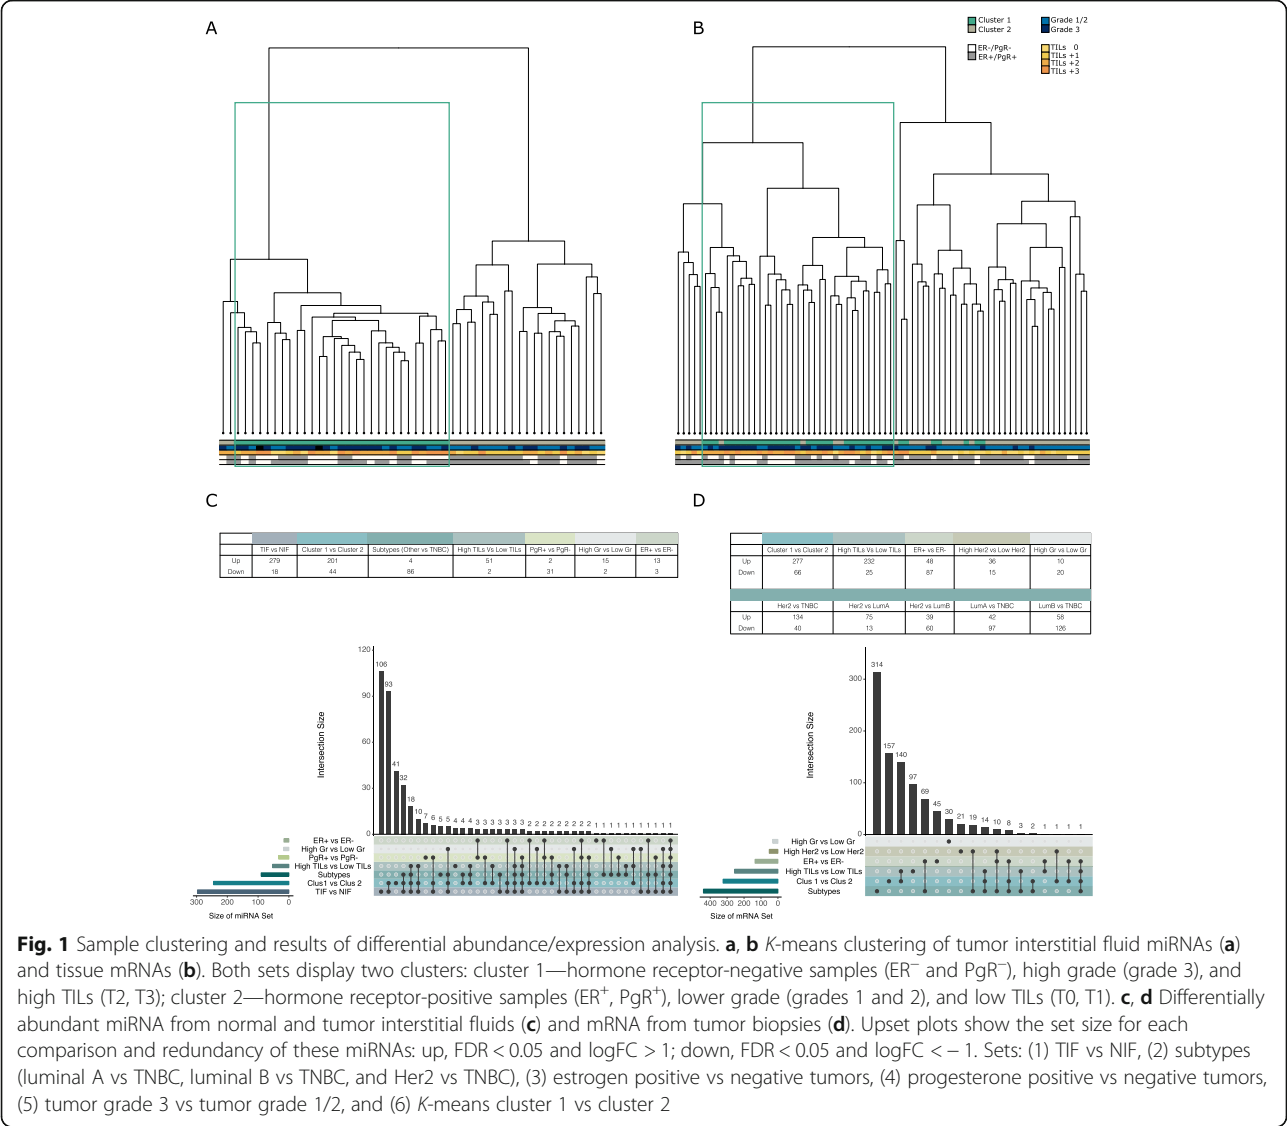 A
B
Cluster 1
Cluster 2
Grade 1/2
Grade 3
ER-/PgR-
ER+/PgR+
TILs 0
TILs +1
TILs +2
TILs +3
C
TIF vs NIF Cluster 1 vs Cluster 2 Subtypes (Other vs TNBC) High TILs Vs Low TILs PgR+ vs PgR- High Gr vs Low Gr ER+ vs ER-
Up 279 201 4 51 2 15 13
Down 18 44 86 2 31 2 3
120
90
60
30
0
Intersection Size
106 93 41 32 18 10 7 6 5 5 4 4 4 3 3 3 3 3 3 3 2 2 2 2 2 2 2 2 2 1 1 1 1 1 1 1 1 1 1 1
ER+ vs ER-
High Gr vs Low Gr
PgR+ vs PgR-
High TILs vs Low TILs
Subtypes
Clus1 vs Clus 2
TIF vs NIF
300 200 100 0
Size of miRNA Set
D
Cluster 1 vs Cluster 2 High TILs Vs Low TILs ER+ vs ER- High Her2 vs Low Her2 High Gr vs Low Gr
Up 277 232 48 36 10
Down 66 25 87 15 20
Her2 vs TNBC Her2 vs LumA Her2 vs LumB LumA vs TNBC LumB vs TNBC
Up 134 75 39 42 58
Down 40 13 60 97 126
300
200
100
0
Intersection Size
314 157 140 97 69 45 30 21 19 14 10 8 3 2 1 1 1 1
High Gr vs Low Gr
High Her2 vs Low Her2
ER+ vs ER-
High TILs vs Low TILs
Clus 1 vs Clus 2
Subtypes
400 300 200 100 0
Size of mRNA Set
Fig. 1 Sample clustering and results of differential abundance/expression analysis. a, b K-means clustering of tumor interstitial fluid miRNAs (a)
and tissue mRNAs (b). Both sets display two clusters: cluster 1—hormone receptor-negative samples (ER− and PgR−), high grade (grade 3), and
high TILs (T2, T3); cluster 2—hormone receptor-positive samples (ER+, PgR+), lower grade (grades 1 and 2), and low TILs (T0, T1). c, d Differentially
abundant miRNA from normal and tumor interstitial fluids (c) and mRNA from tumor biopsies (d). Upset plots show the set size for each
comparison and redundancy of these miRNAs: up, FDR < 0.05 and logFC > 1; down, FDR < 0.05 and logFC < − 1. Sets: (1) TIF vs NIF, (2) subtypes
(luminal A vs TNBC, luminal B vs TNBC, and Her2 vs TNBC), (3) estrogen positive vs negative tumors, (4) progesterone positive vs negative tumors,
(5) tumor grade 3 vs tumor grade 1/2, and (6) K-means cluster 1 vs cluster 2